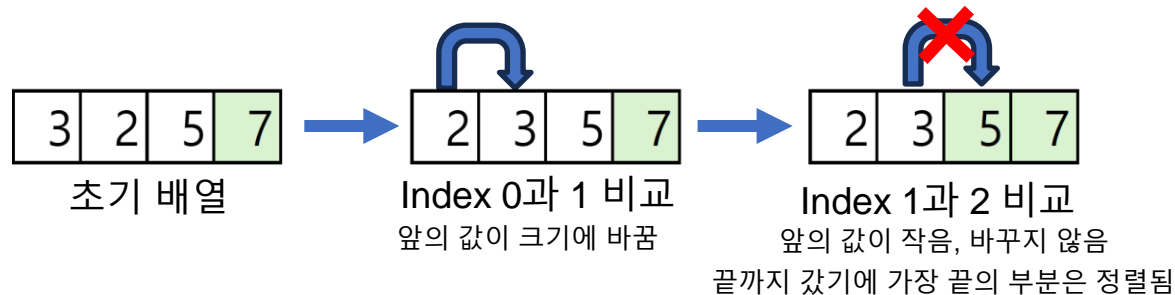 3 2 5 7
초기 배열
2 3 5 7
Index 0과 1 비교
앞의 값이 크기에 바꿈
2 3 5 7
Index 1과 2 비교
앞의 값이 작음, 바꾸지 않음
끝까지 갔기에 가장 끝의 부분은 정렬됨